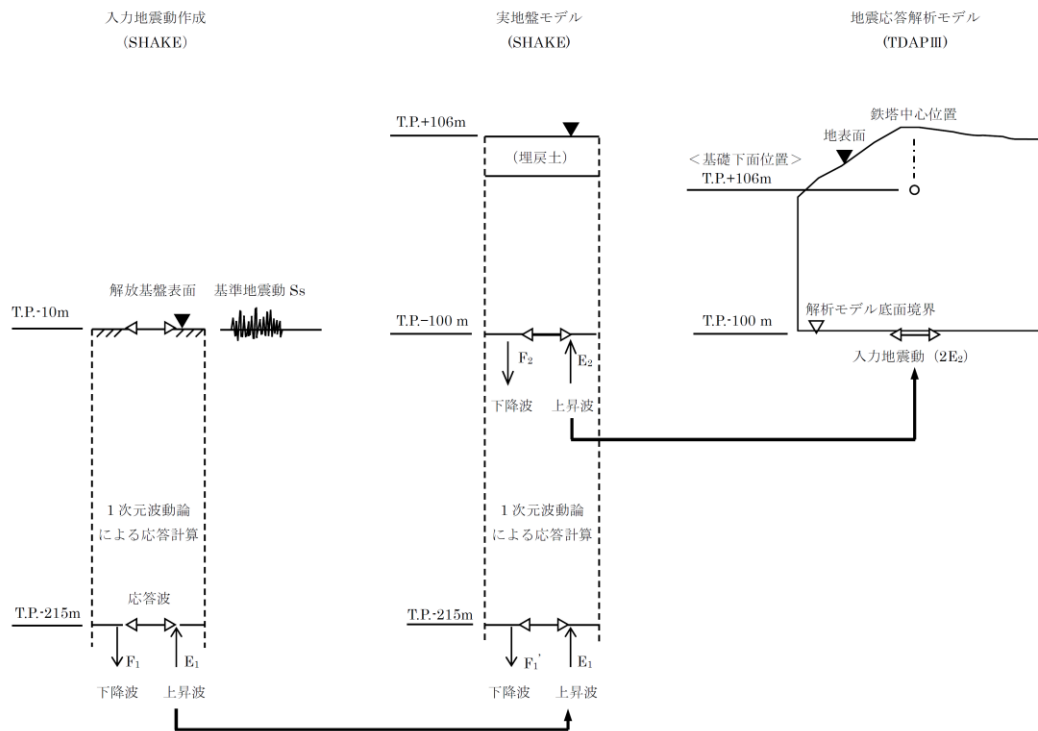 入力地震動作成
(SHAKE)
T.P.-10m
解放基盤表面
基準地震動 Ss
1 次元波動論
による応答計算
T.P.-215m
応答波
F₁
E₁
下降波
上昇波
実地盤モデル
(SHAKE)
T.P.+106m
(埋戻土)
T.P.−100 m
F₂
E₂
下降波
上昇波
1 次元波動論
による応答計算
T.P.-215m
F₁'
E₁
下降波
上昇波
地震応答解析モデル
(TDAPⅢ)
鉄塔中心位置
地表面
＜基礎下面位置＞
T.P.+106m
解析モデル底面境界
T.P.-100 m
入力地震動（2E₂）